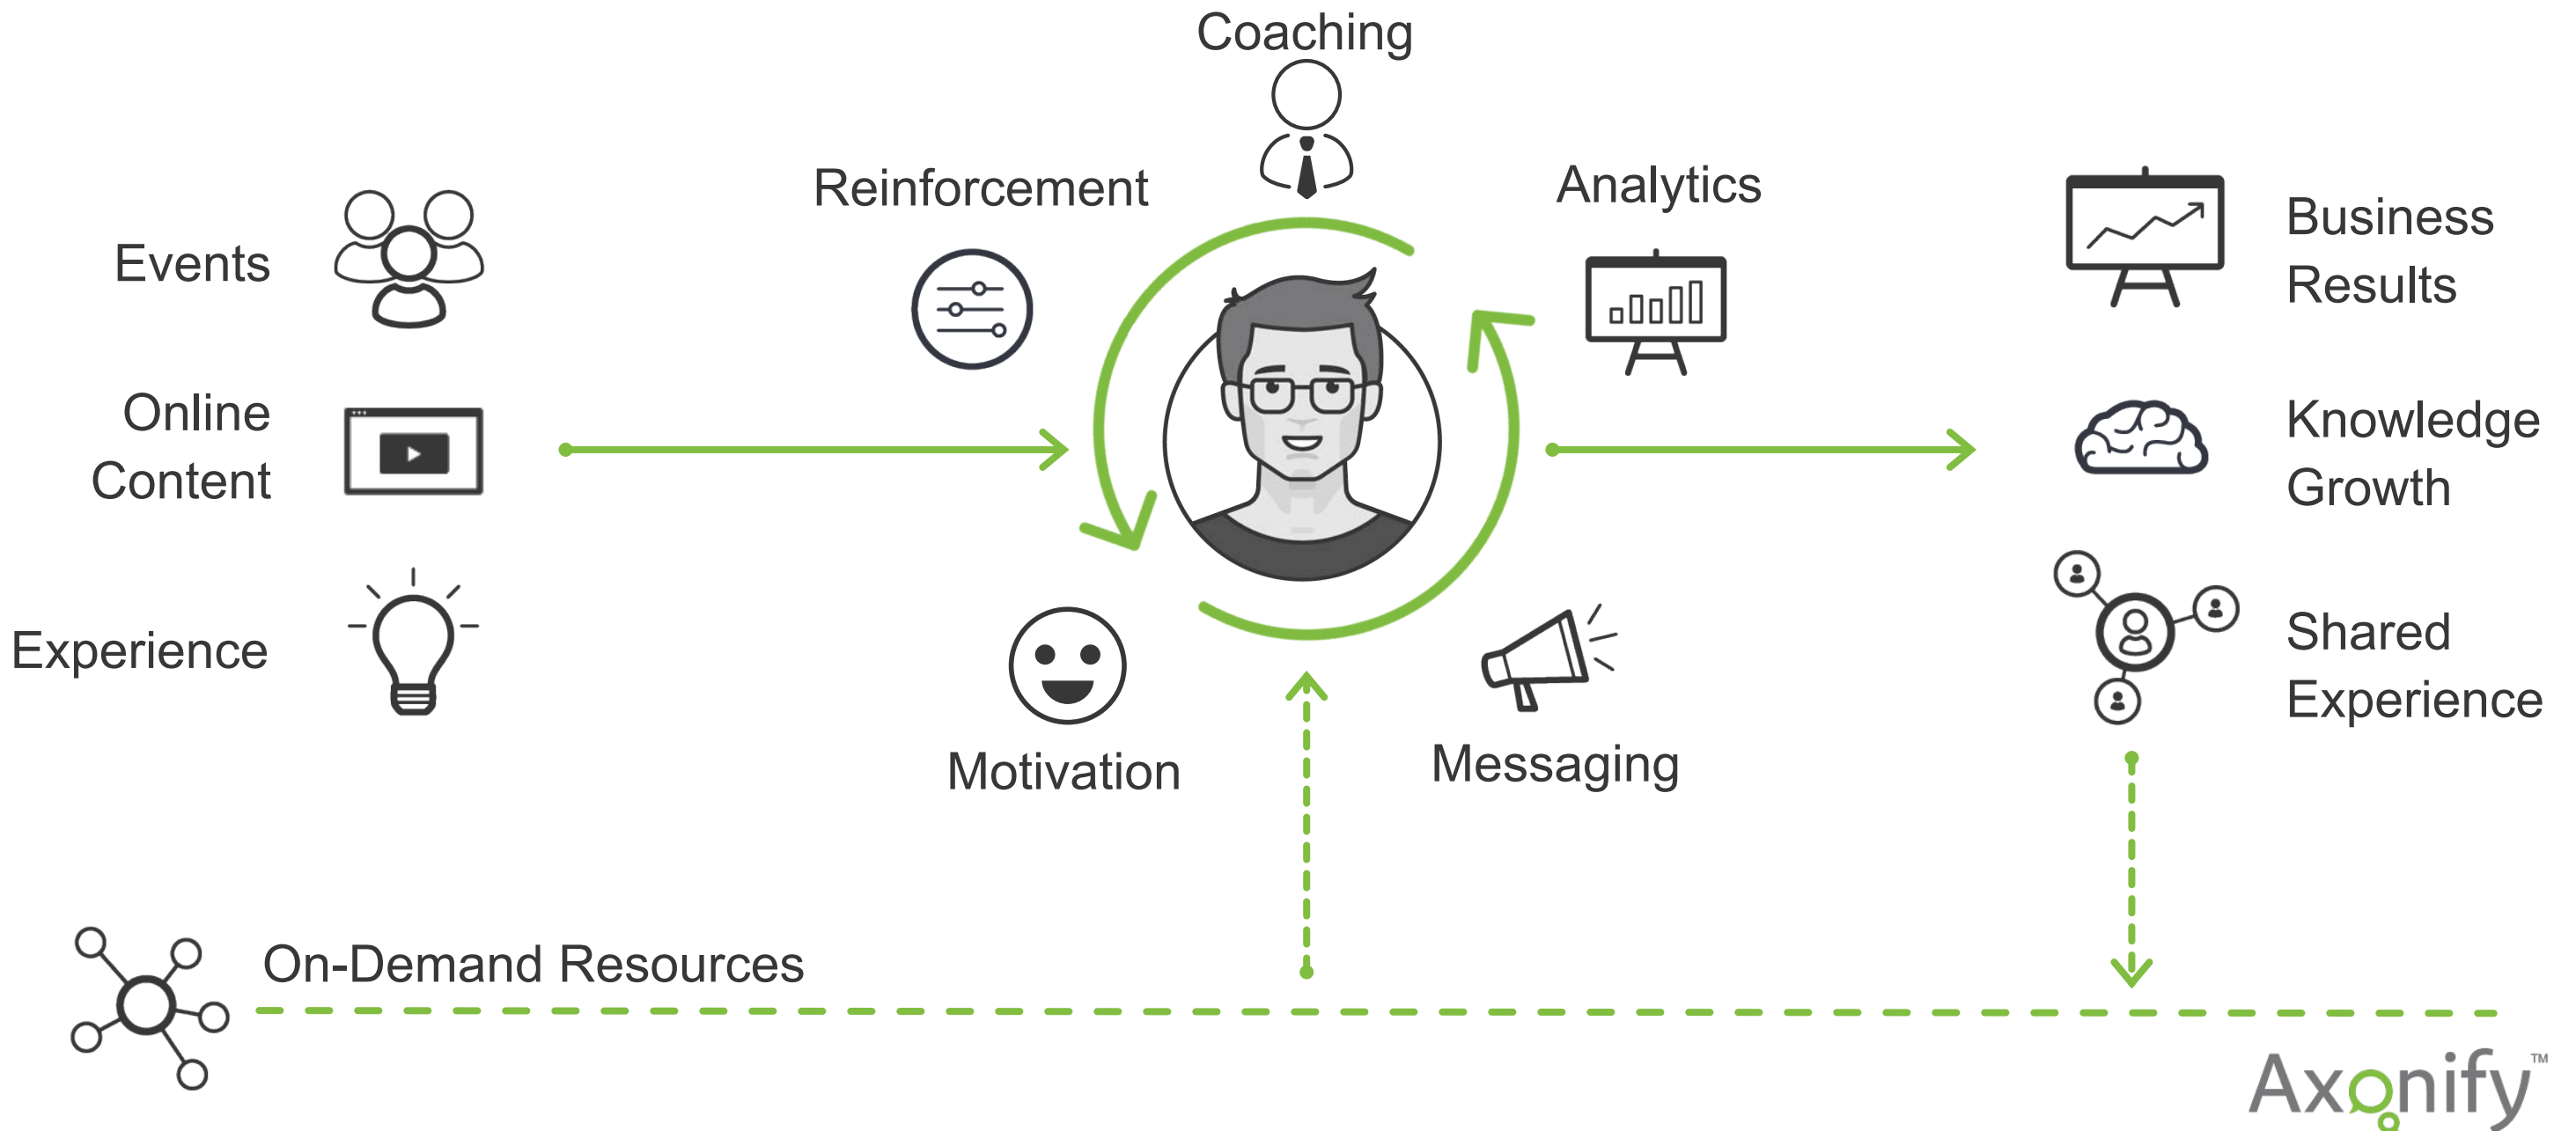 Coaching
Reinforcement
Analytics
Events
Online
Content
Experience
Motivation
Messaging
Business
Results
Knowledge
Growth
Shared
Experience
On-Demand Resources
Axonify™